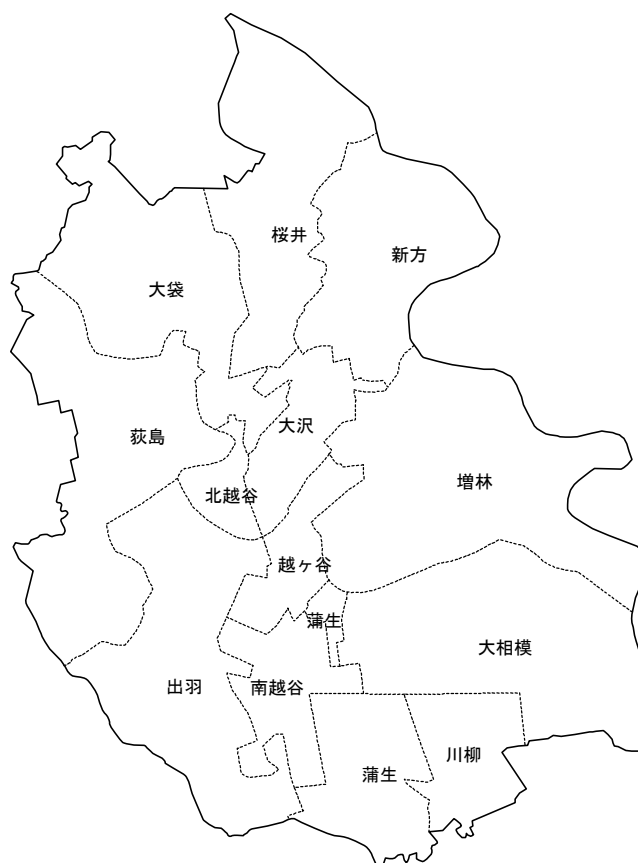 桜井
新方
大袋
大沢
荻島
増林
北越谷
越ヶ谷
蒲生
大相模
出羽
南越谷
川柳
蒲生